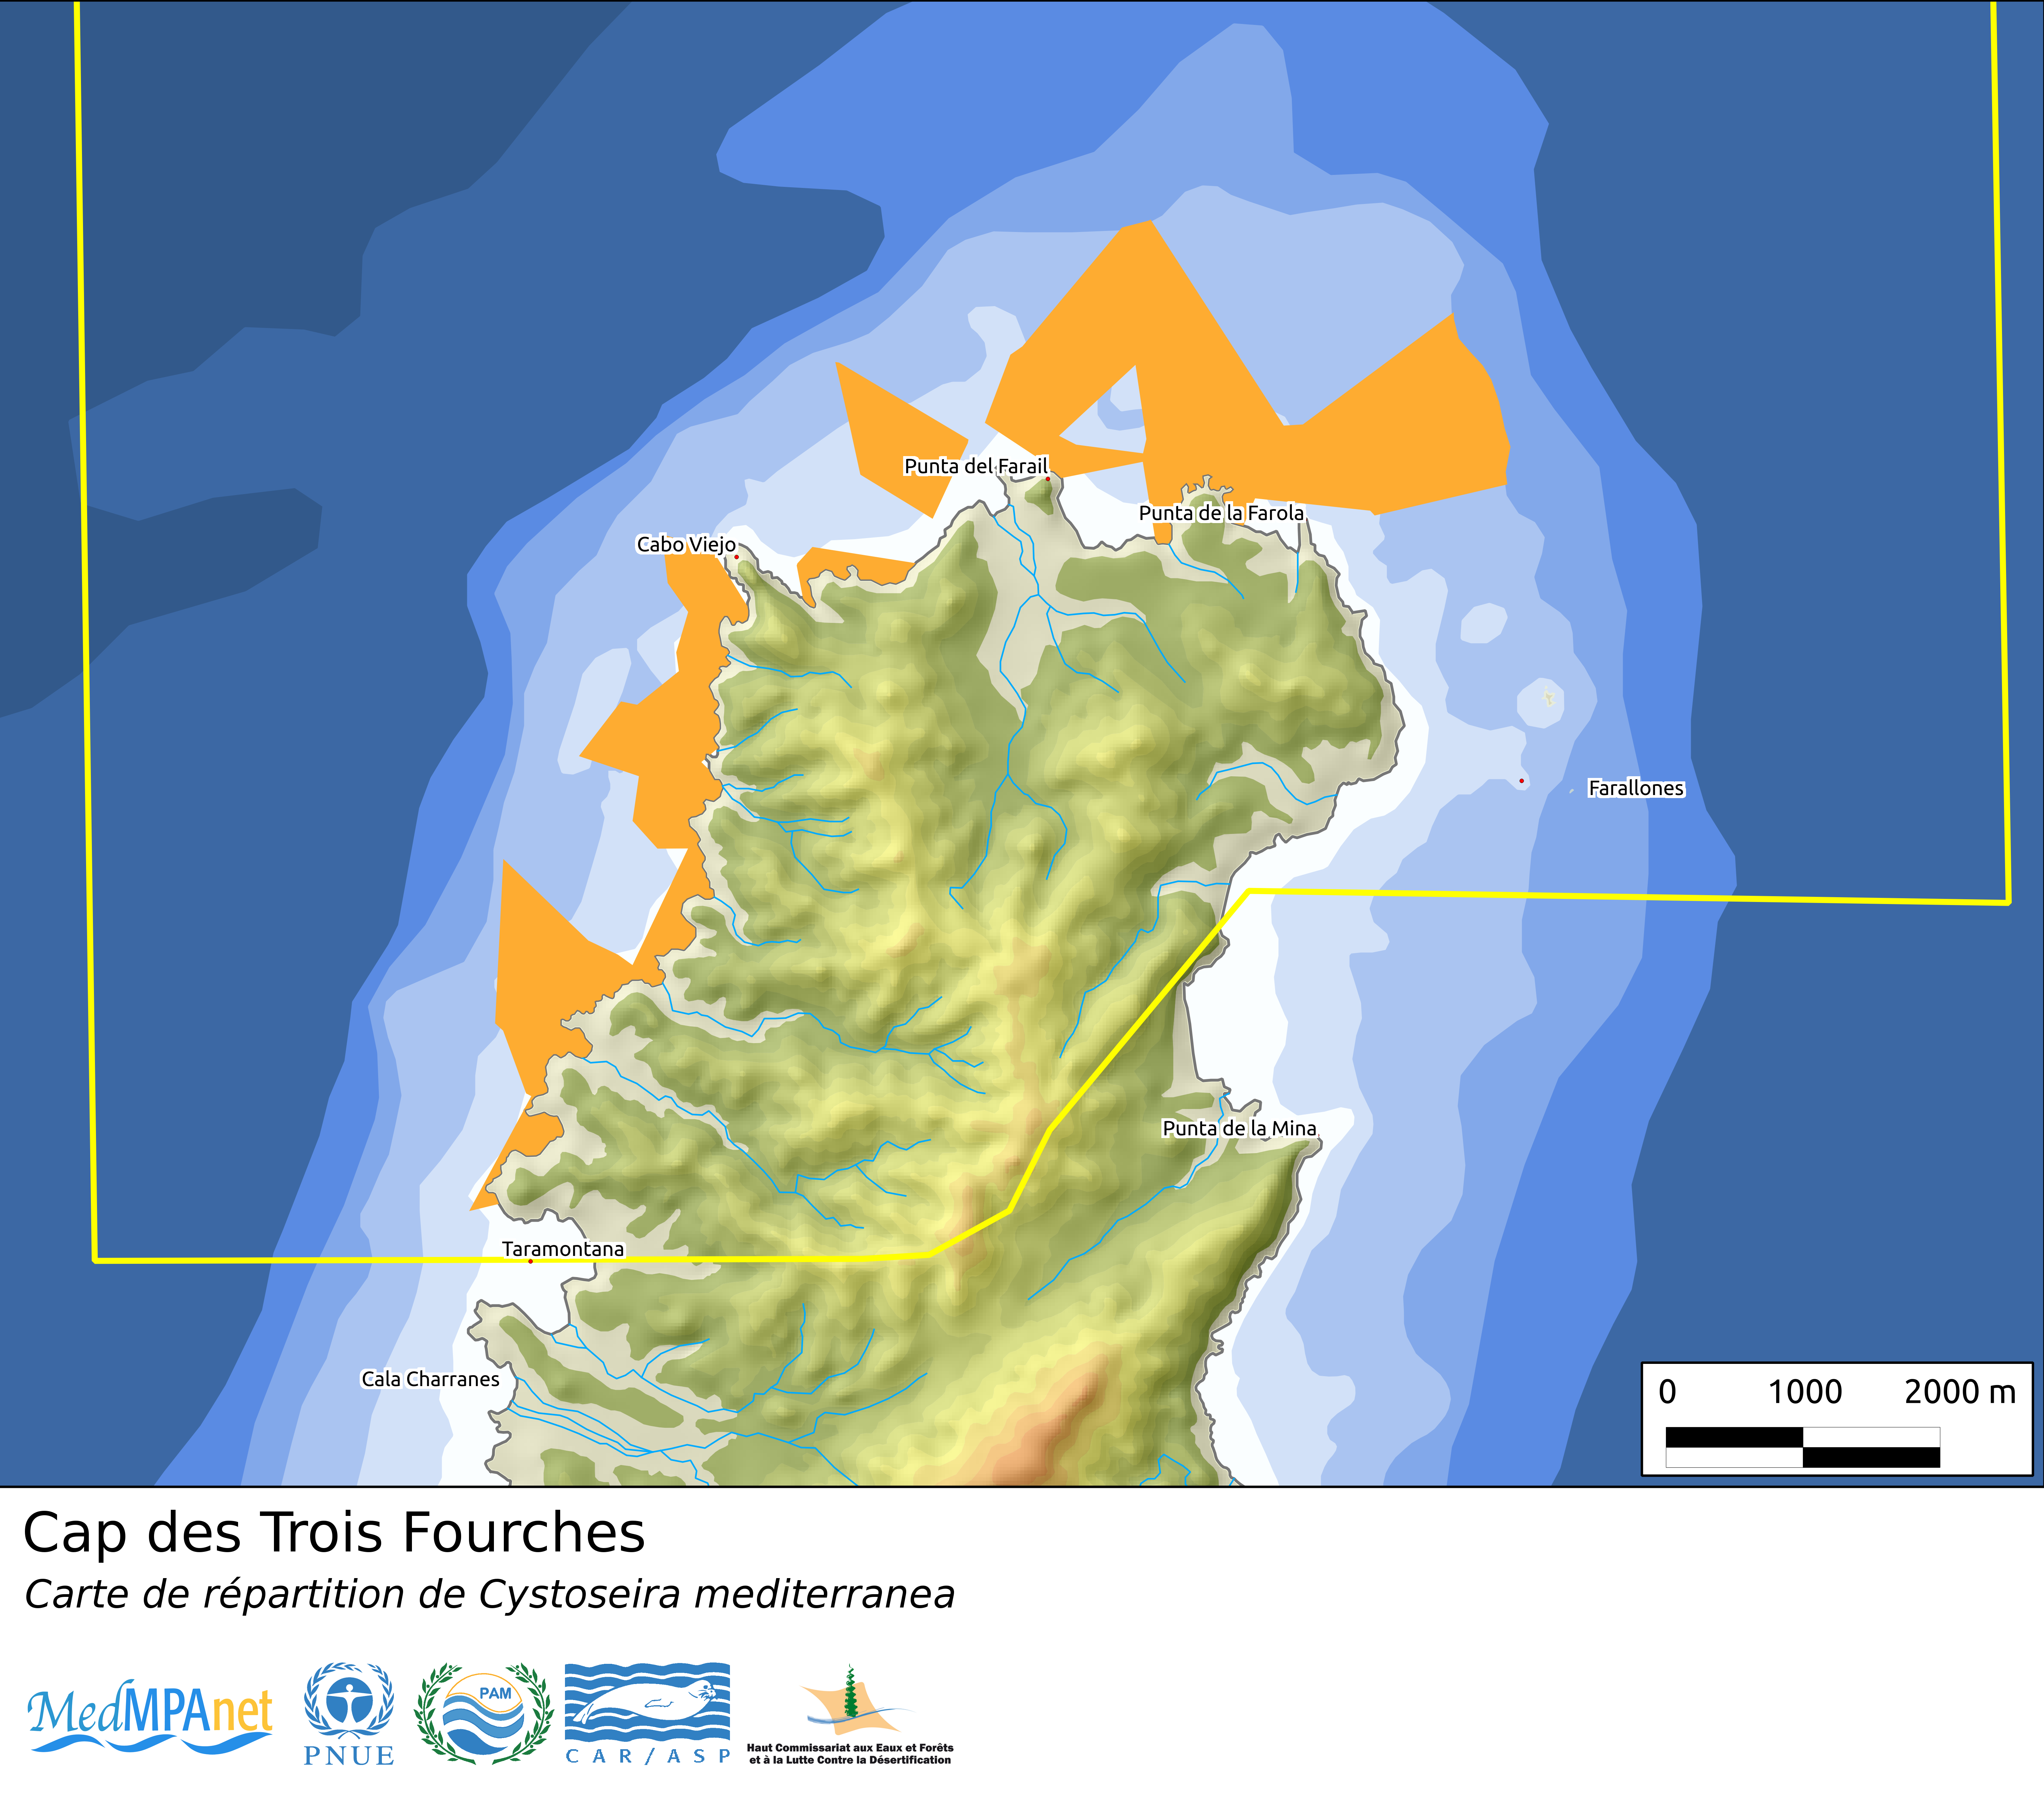 Punta del Farail
Punta de la Farola
Cabo Viejo
Farallones
Punta de la Mina
Taramontana
Cala Charranes
0 1000 2000 m
Cap des Trois Fourches
Carte de répartition de Cystoseira mediterranea
MedMPAnet
PNUE
PAM
CAR/ASP
Haut Commissariat aux Eaux et Forêts
et à la Lutte Contre la Désertification